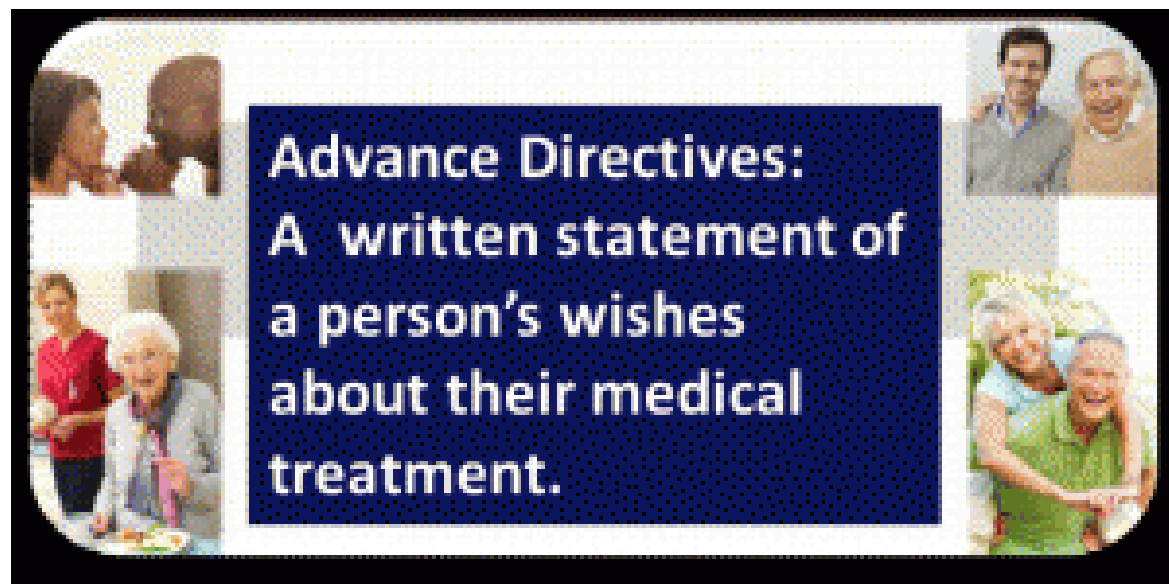 Advance Directives:
A written statement of
a person's wishes
about their medical
treatment.